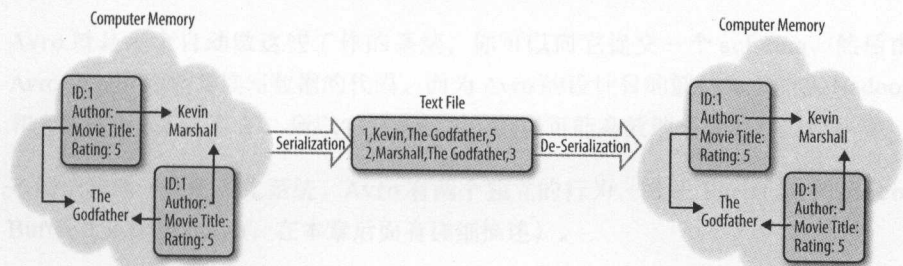 Computer Memory
ID:1
Author:
Movie Title:
Rating: 5
Kevin
Marshall
The
Godfather
ID:1
Author:
Movie Title:
Rating: 5
Serialization
Text File
1,Kevin,The Godfather,5
2,Marshall,The Godfather,3
De-Serialization
Computer Memory
ID:1
Author:
Movie Title:
Rating: 5
Kevin
Marshall
The
Godfather
ID:1
Author:
Movie Title:
Rating: 5